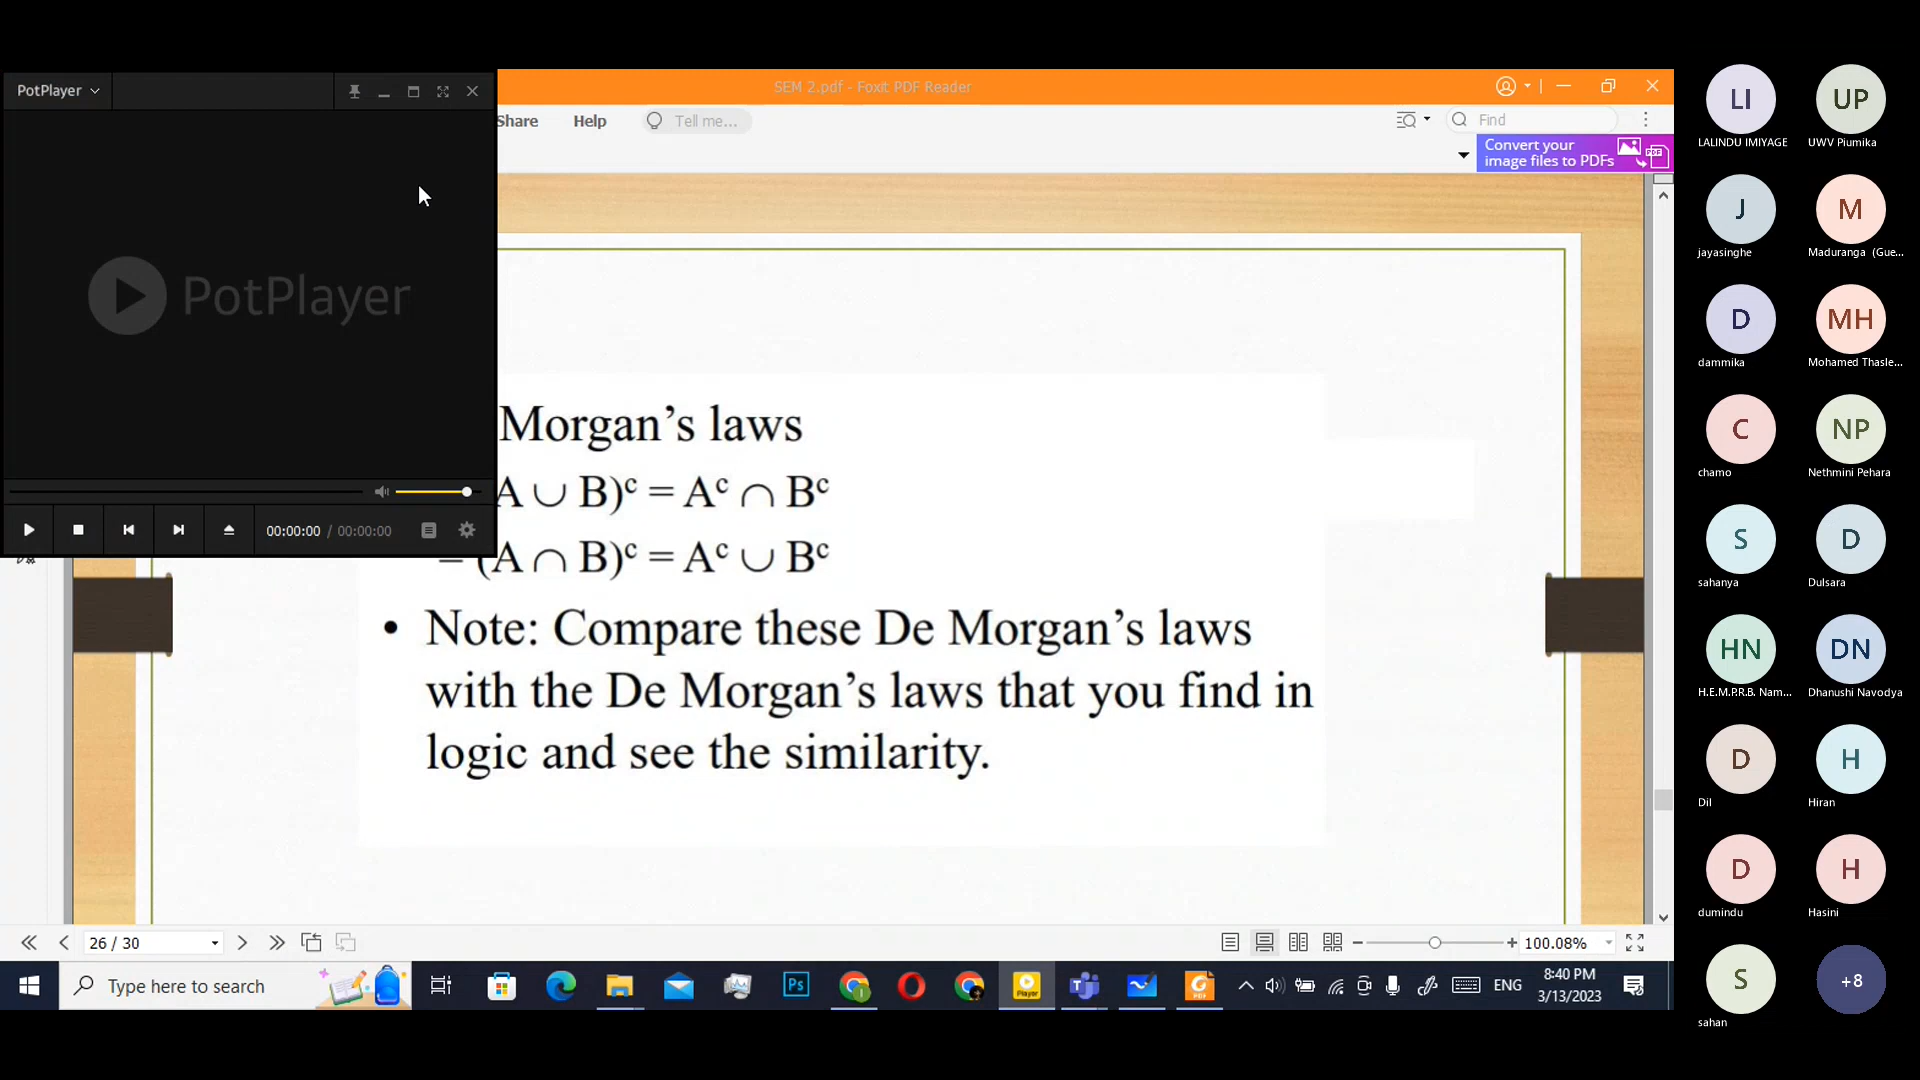 PotPlayer
SEM 2.pdf - Foxit PDF Reader
Share Help Tell me... Find
Convert your
image files to PDFs
PDF
PotPlayer
00:00:00 / 00:00:00
Morgan’s laws
A ∪ B)ᶜ = Aᶜ ∩ Bᶜ
– (A ∩ B)ᶜ = Aᶜ ∪ Bᶜ
• Note: Compare these De Morgan’s laws
with the De Morgan’s laws that you find in
logic and see the similarity.
26 / 30
100.08%
Type here to search
Ps
Player
PDF
ENG
8:40 PM
3/13/2023
LI UP
LALINDU IMIYAGE UWV Piumika
J M
jayasinghe Maduranga (Gue...
D MH
dammika Mohamed Thasle...
C NP
chamo Nethmini Pehara
S D
sahanya Dulsara
HN DN
H.E.M.P.R.B. Nam... Dhanushi Navodya
D H
Dil Hiran
D H
dumindu Hasini
S +8
sahan